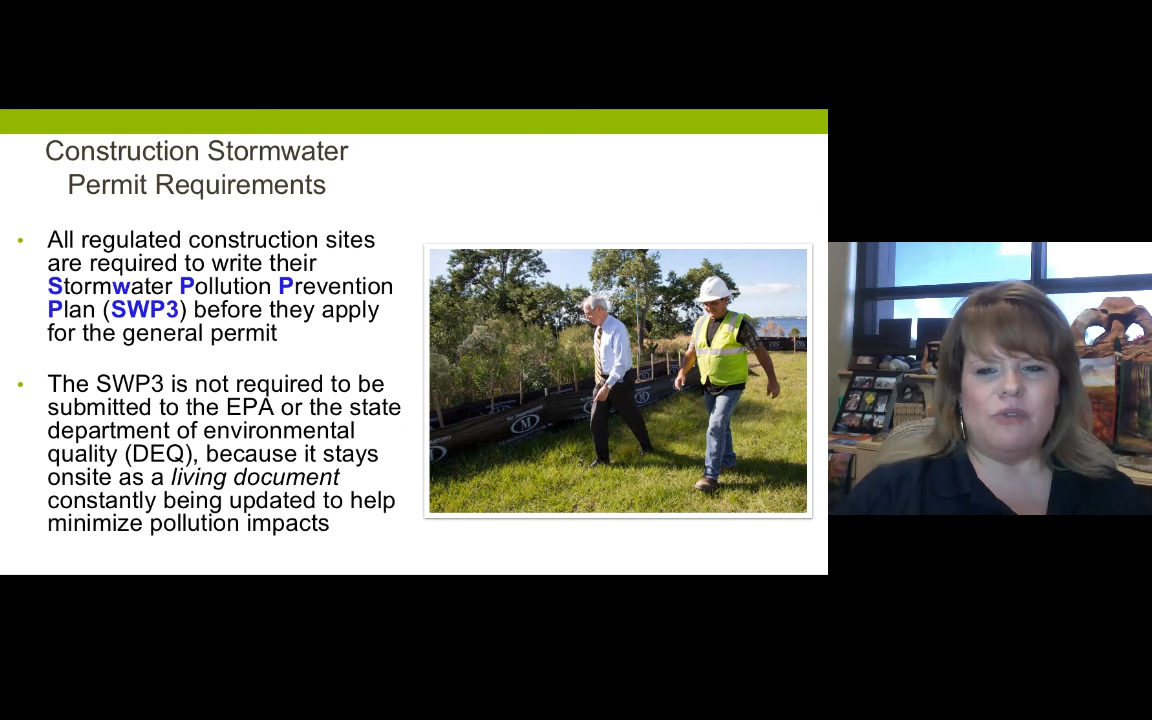 Construction Stormwater
Permit Requirements
• All regulated construction sites
are required to write their
Stormwater Pollution Prevention
Plan (SWP3) before they apply
for the general permit
• The SWP3 is not required to be
submitted to the EPA or the state
department of environmental
quality (DEQ), because it stays
onsite as a living document
constantly being updated to help
minimize pollution impacts